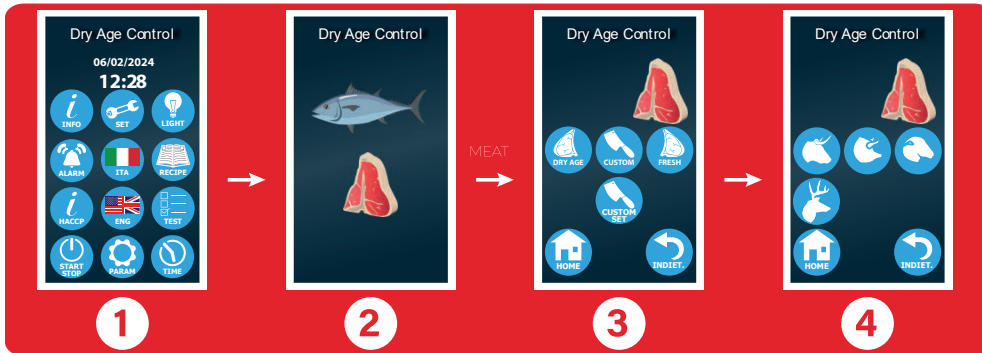 Dry Age Control
06/02/2024
12:28
INFO
SET
LIGHT
ALARM
ITA
RECIPE
HACCP
ENG
TEST
START
STOP
PARAM
TIME
1
Dry Age Control
2
MEAT
Dry Age Control
DRY AGE
CUSTOM
FRESH
CUSTOM
SET
HOME
INDIET.
3
Dry Age Control
HOME
INDIET.
4